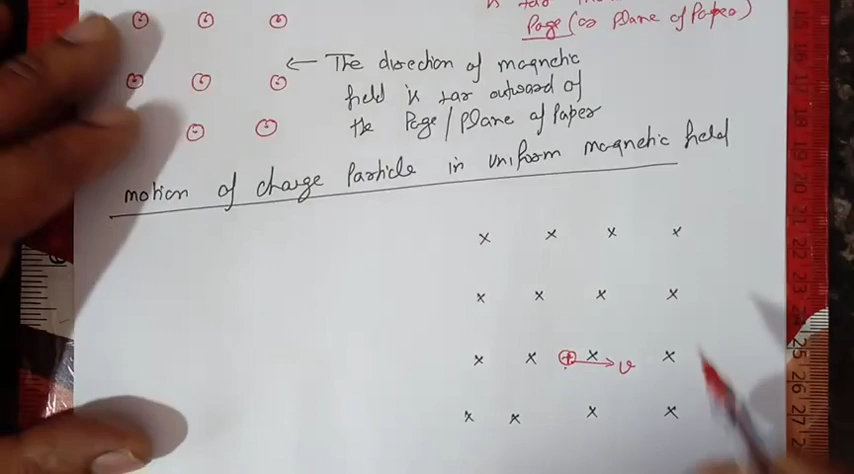 Page (or Plane of Paper)
← The direction of magnetic
field is outward of
the Page/Plane of Paper
motion of charge Particle in uniform magnetic field
x x x x
x x x x
x x + x v x
x x x x